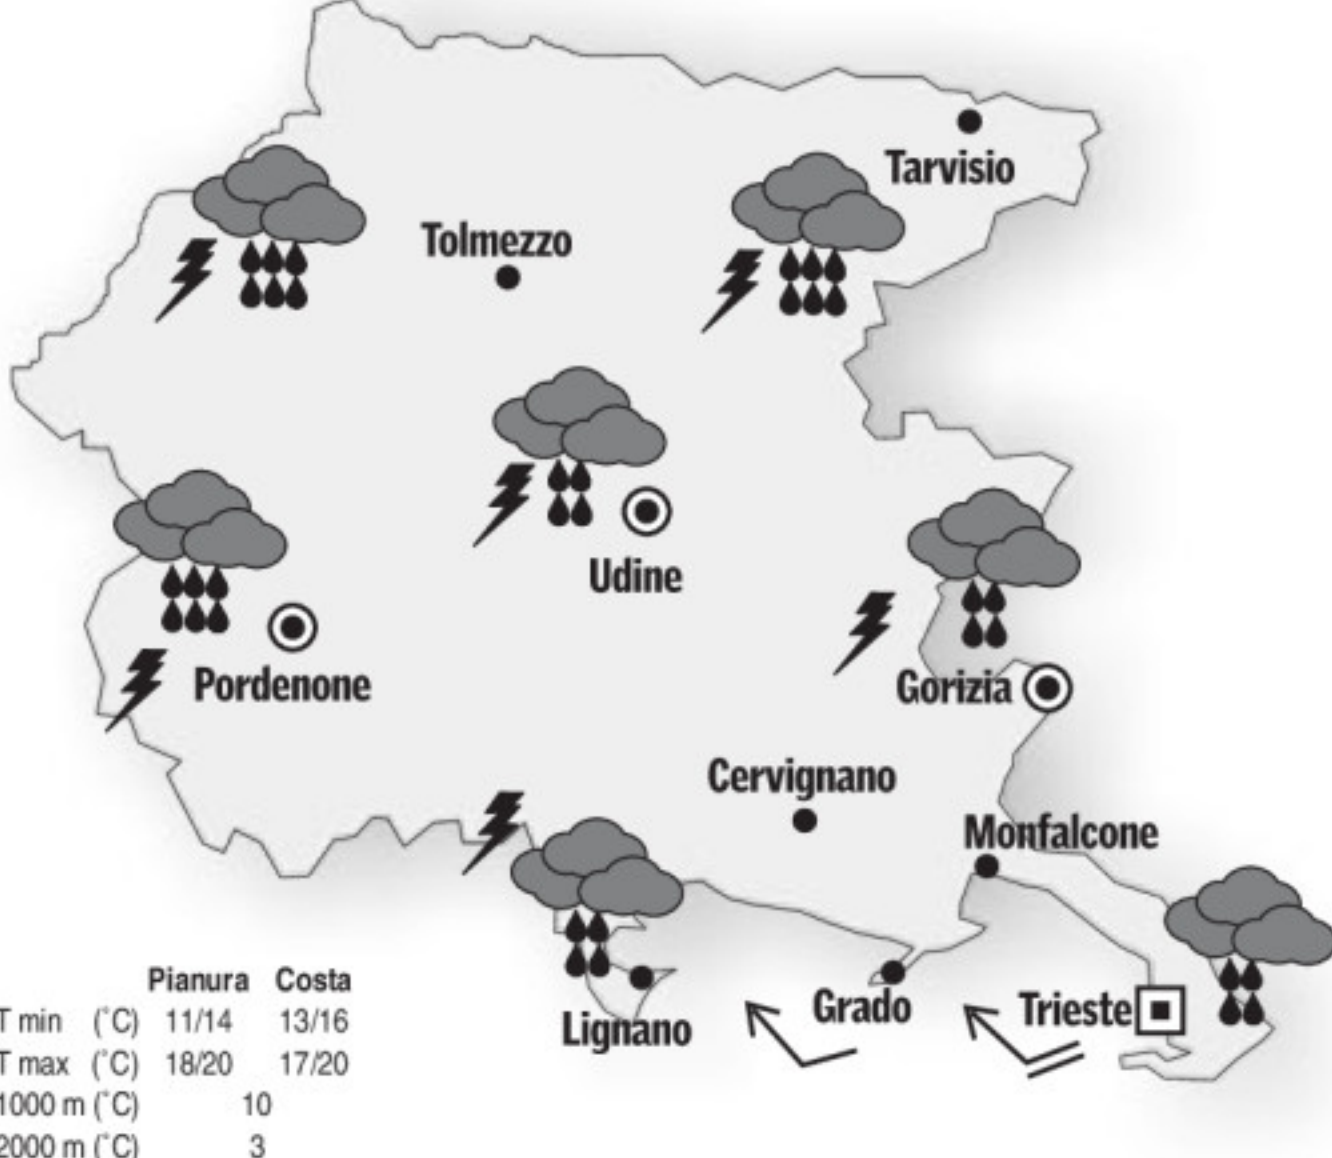 Tarvisio
Tolmezzo
Udine
Pordenone
Gorizia
Cervignano
Monfalcone
Grado
Trieste
Lignano
Pianura Costa
T min (°C) 11/14 13/16
T max (°C) 18/20 17/20
1000 m (°C) 10
2000 m (°C) 3